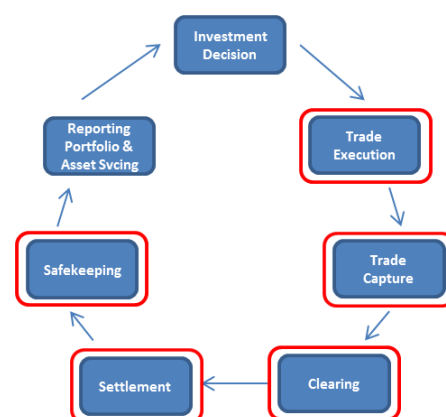 Investment
Decision
Trade
Execution
Trade
Capture
Clearing
Settlement
Safekeeping
Reporting
Portfolio &
Asset Svcing